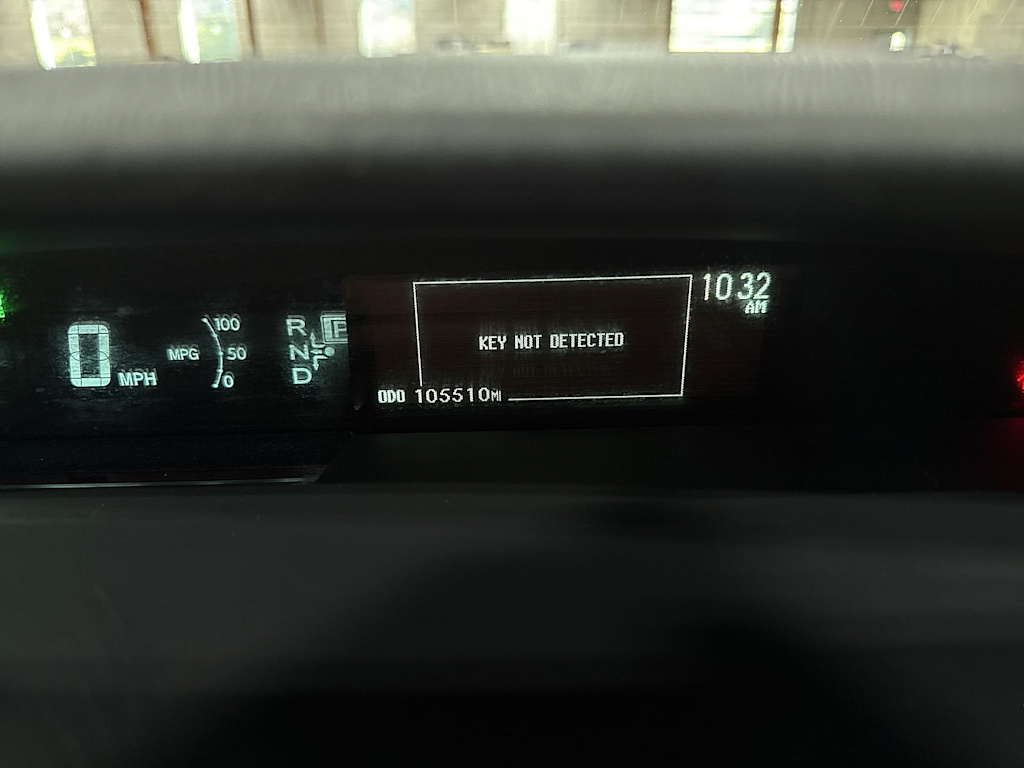 0 MPH
MPG
100
50
0
R
N
D
P
KEY NOT DETECTED
ODO 105510MI
10:32
AM